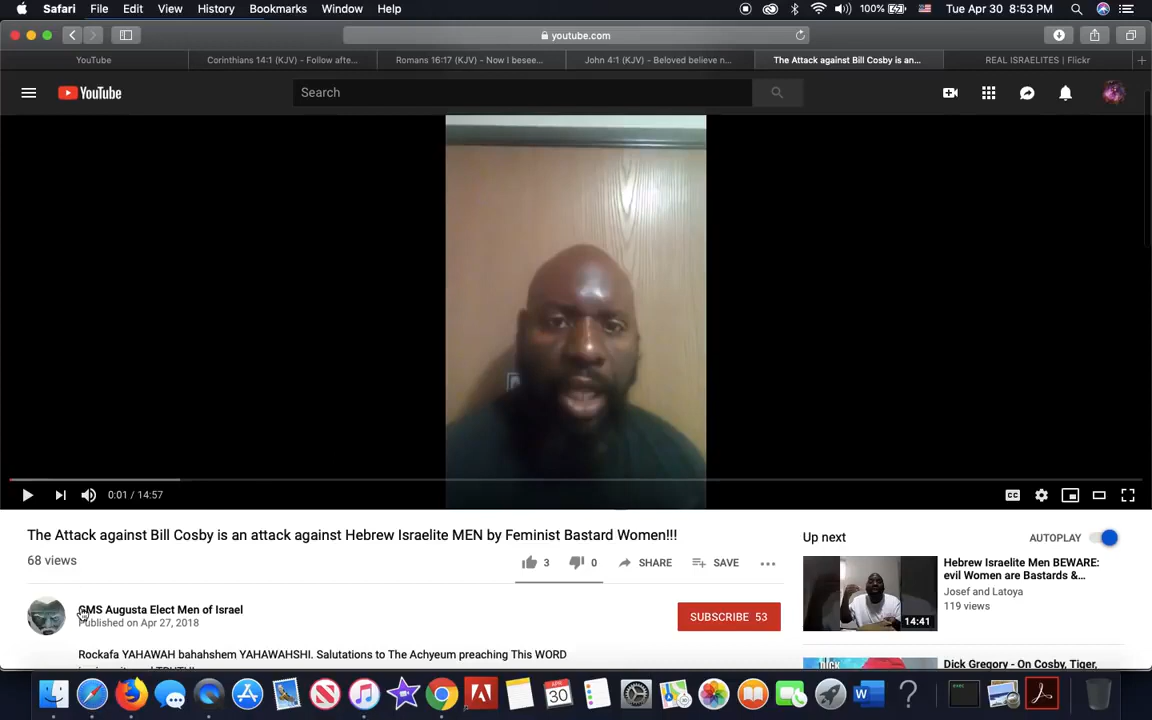 Safari File Edit View History Bookmarks Window Help 100% Tue Apr 30 8:53 PM
youtube.com
YouTube Corinthians 14:1 (KJV) - Follow afte... Romans 16:17 (KJV) - Now I besee... John 4:1 (KJV) - Beloved believe n... The Attack against Bill Cosby is an... REAL ISRAELITES | Flickr
YouTube Search
0:01 / 14:57 CC
The Attack against Bill Cosby is an attack against Hebrew Israelite MEN by Feminist Bastard Women!!!
68 views
3 0 SHARE SAVE
GMS Augusta Elect Men of Israel
Published on Apr 27, 2018
SUBSCRIBE 53
Rockafa YAHAWAH bahahshem YAHAWAHSHI. Salutations to The Achyeum preaching This WORD
Up next AUTOPLAY
14:41
Hebrew Israelite Men BEWARE:
evil Women are Bastards &...
Josef and Latoya
119 views
Dick Gregory - On Cosby, Tiger,
30